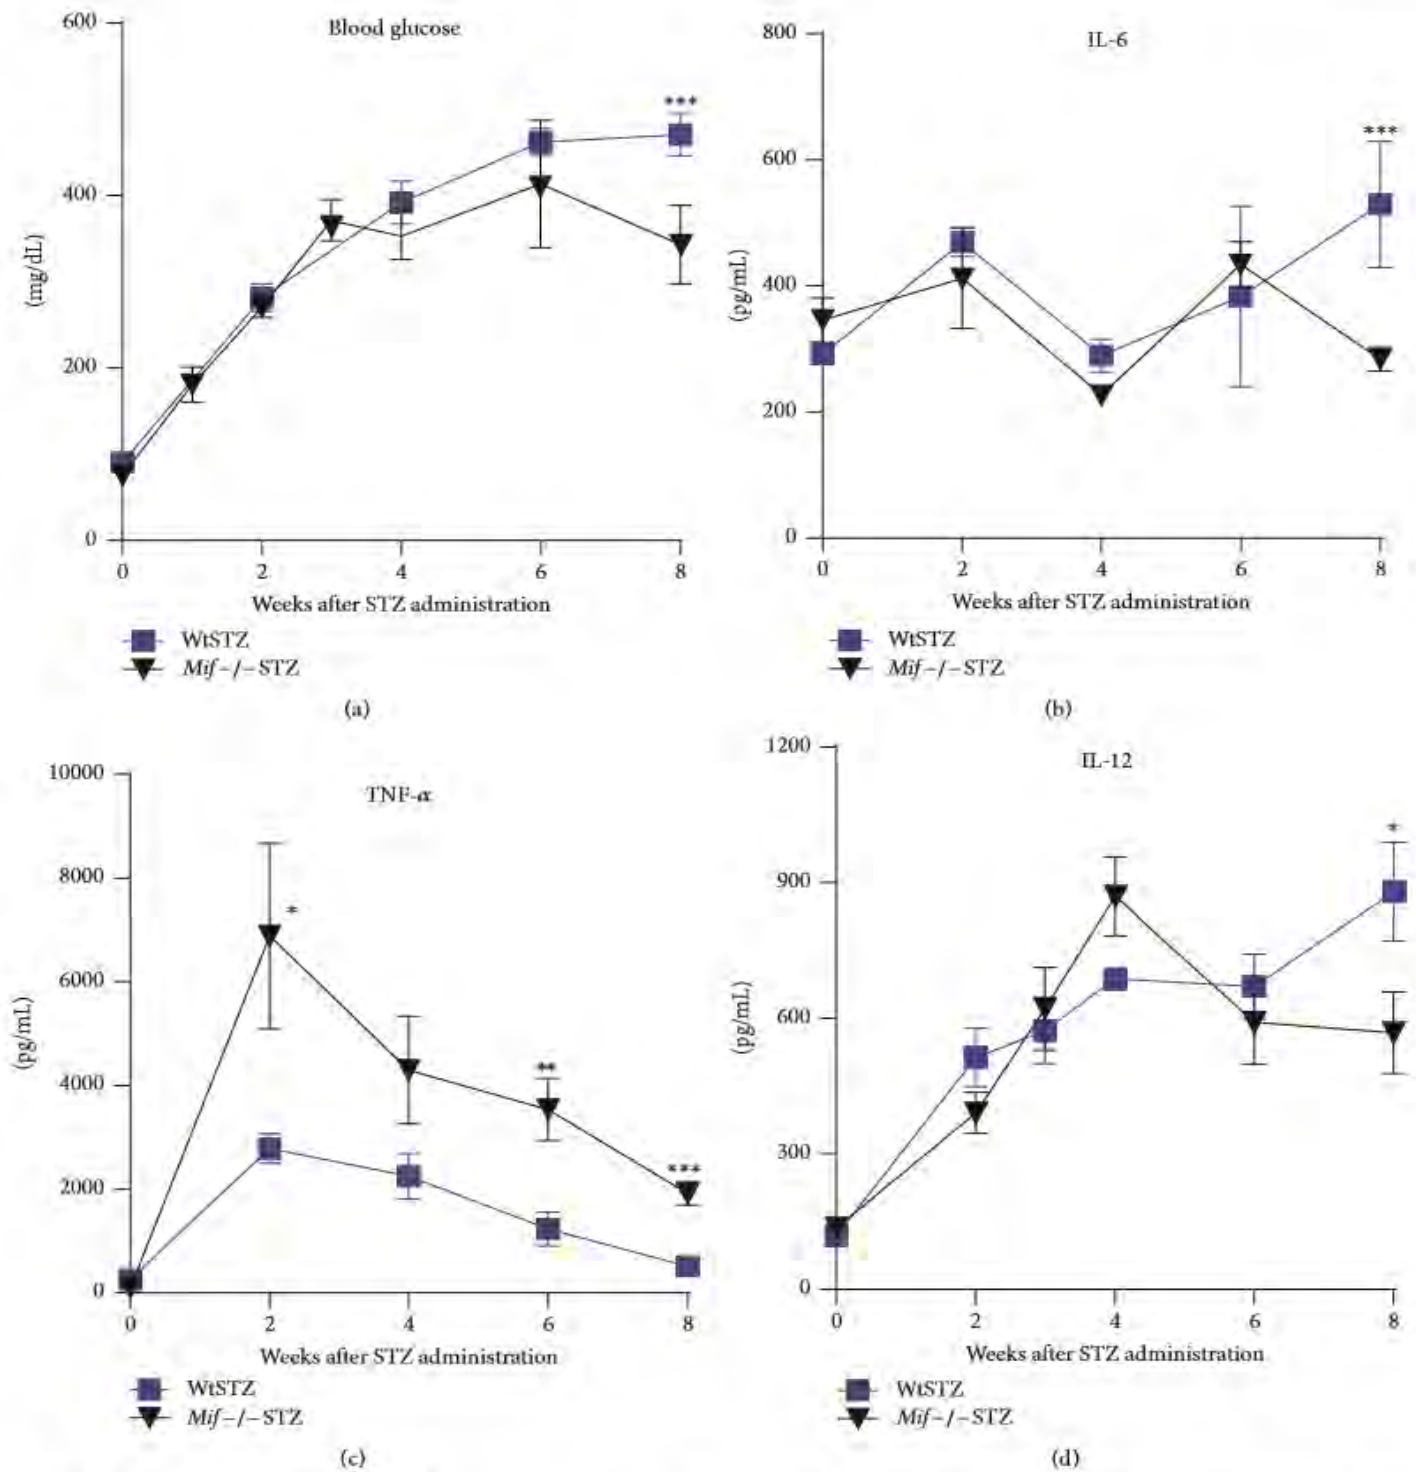 Blood glucose
600
400
200
0
(mg/dL)
***
0 2 4 6 8
Weeks after STZ administration
WtSTZ
Mif−/−STZ
(a)
IL-6
800
600
400
200
0
(pg/mL)
***
0 2 4 6 8
Weeks after STZ administration
WtSTZ
Mif−/−STZ
(b)
TNF-α
10000
8000
6000
4000
2000
0
(pg/mL)
*
**
***
0 2 4 6 8
Weeks after STZ administration
WtSTZ
Mif−/−STZ
(c)
IL-12
1200
900
600
300
0
(pg/mL)
*
0 2 4 6 8
Weeks after STZ administration
WtSTZ
Mif−/−STZ
(d)